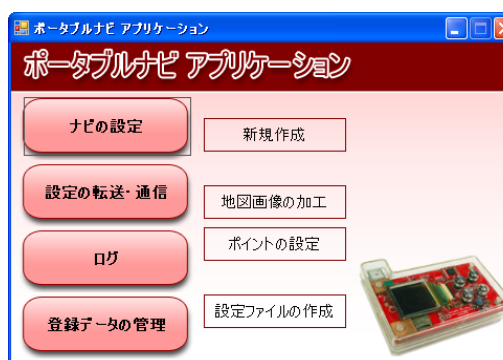 ポータブルナビ アプリケーション
ポータブルナビ アプリケーション
ナビの設定
新規作成
設定の転送・通信
地図画像の加工
ポイントの設定
ログ
設定ファイルの作成
登録データの管理